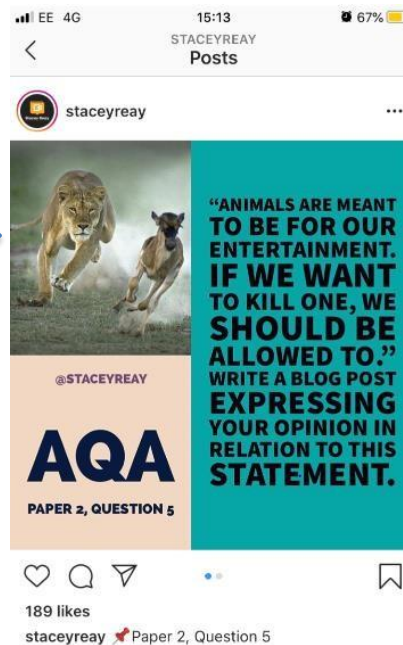 EE 4G 15:13 67%
STACEYREAY
Posts
staceyreay
“ANIMALS ARE MEANT
TO BE FOR OUR
ENTERTAINMENT.
IF WE WANT
TO KILL ONE, WE
SHOULD BE
ALLOWED TO.”
WRITE A BLOG POST
EXPRESSING
YOUR OPINION IN
RELATION TO THIS
STATEMENT.
@STACEYREAY
AQA
PAPER 2, QUESTION 5
189 likes
staceyreay 📌Paper 2, Question 5